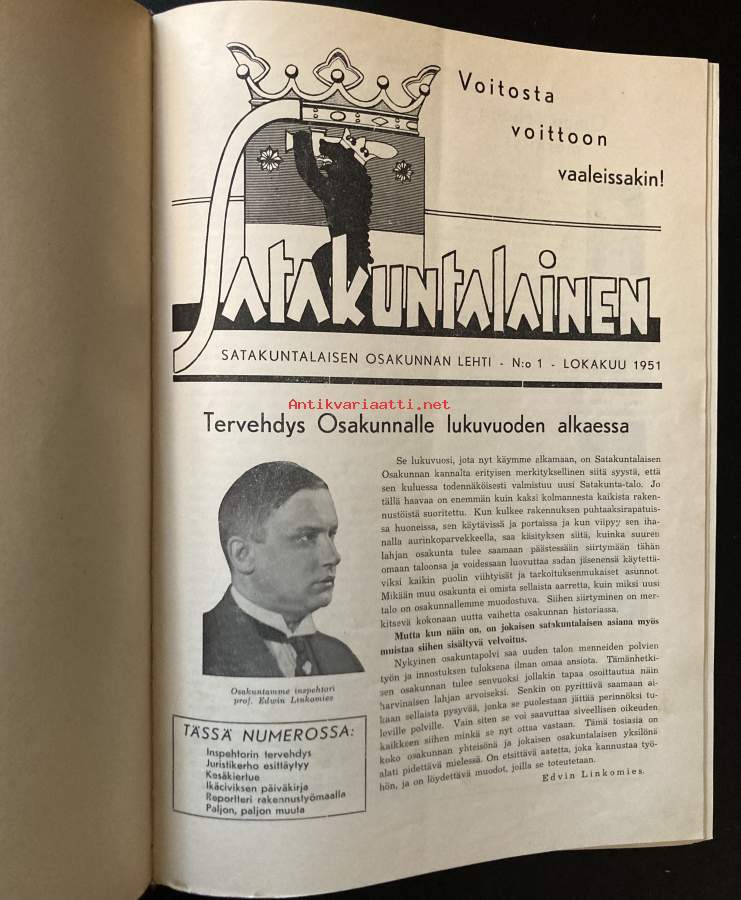 Voitosta
voittoon
vaaleissakin!
Satakuntalainen
SATAKUNTALAISEN OSAKUNNAN LEHTI - N:o 1 - LOKAKUU 1951
Antikvariaatti.net
Tervehdys Osakunnalle lukuvuoden alkaessa
Se lukuvuosi, jota nyt käymme alkamaan, on Satakuntalaisen
Osakunnan kannalta erityisen merkityksellinen siitä syystä, että
sen kuluessa todennäköisesti valmistuu uusi Satakunta-talo. Jo
tällä haavaa on enemmän kuin kaksi kolmannesta kaikista raken-
nustöistä suoritettu. Kun kulkee rakennuksen puhtaaksirapatuis-
sa huoneissa, sen käytävissä ja portaissa ja kun viipyy sen iha-
nalla aurinkoparvekkeella, saa käsityksen siitä, kuinka suuren
lahjan osakunta tulee saamaan päästessään siirtymään tähän
omaan taloonsa ja voidessaan luovuttaa sadan jäsenensä käytettä-
viksi kaikin puolin viihtyisät ja tarkoituksenmukaiset asunnot.
Mikään muu osakunta ei omista sellaista aarretta, kuin miksi uusi
talo on osakunnallemme muodostuva. Siihen siirtyminen on mer-
kitsevä kokonaan uutta vaihetta osakunnan historiassa.
Mutta kun näin on, on jokaisen satakuntalaisen asiana myös
muistaa siihen sisältyvä velvoitus.
Nykyinen osakuntapolvi saa uuden talon menneiden polvien
työn ja innostuksen tuloksena ilman omaa ansiota. Tämänhetki-
sen osakunnan tulee senvuoksi jollakin tapaa osoittautua näin
harvinaisen lahjan arvoiseksi. Senkin on pyrittävä saamaan ai-
kaan sellaista pysyvää, jonka se puolestaan jättää perinnöksi tu-
leville polville. Vain siten se voi saavuttaa siveellisen oikeuden
kaikkeen siihen minkä se nyt ottaa vastaan. Tämä tosiasia on
koko osakunnan yhteisönä ja jokaisen osakuntalaisen yksilönä
alati pidettävä mielessä. On etsittävä aatetta, joka kannustaa työ-
hön, ja on löydettävä muodot, joilla se toteutetaan.
Edvin Linkomies.
Osakuntamme inspehtori
prof. Edwin Linkomies
TÄSSÄ NUMEROSSA:
Inspehtorin tervehdys
Juristikerho esittäytyy
Kesäkiertue
Ikäciviksen päiväkirja
Reportteri rakennustyömaalla
Paljon, paljon muuta